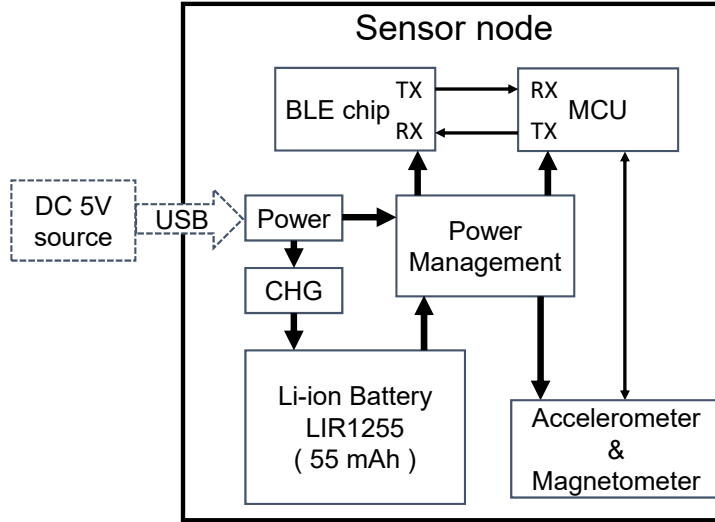 Sensor node
TX
RX
BLE chip
MCU
RX
TX
DC 5V
source
USB
Power
Power
Management
CHG
Li-ion Battery
LIR1255
( 55 mAh )
Accelerometer
&
Magnetometer